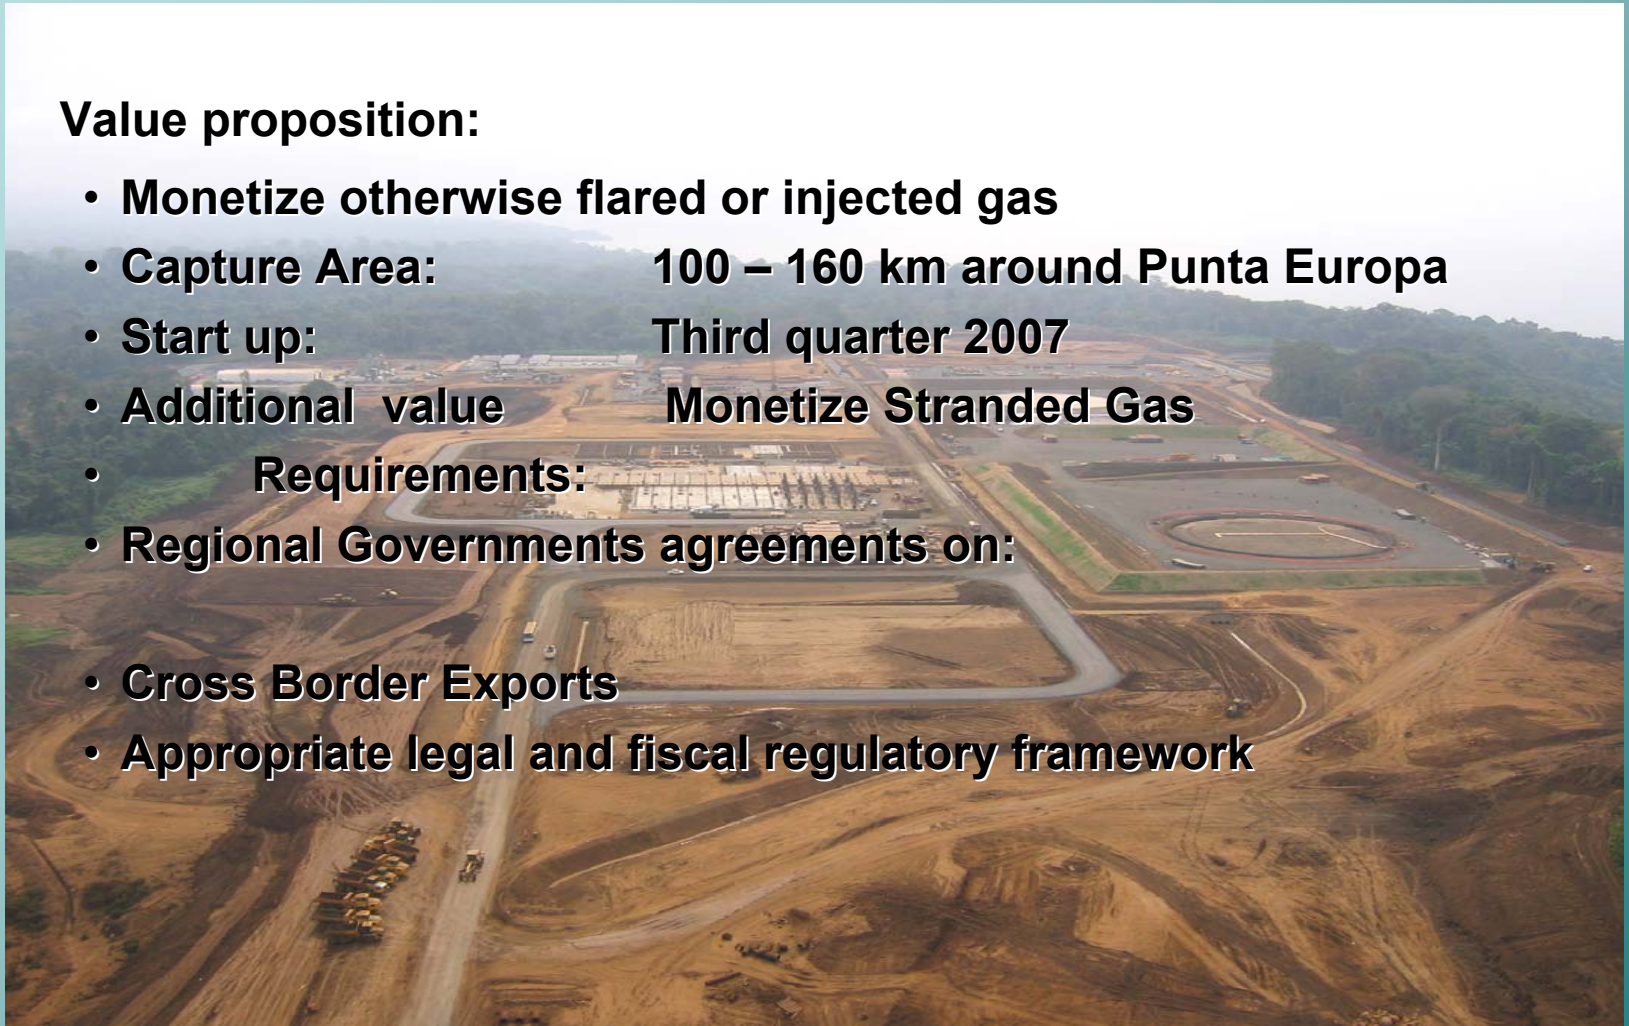 Value proposition:
• Monetize otherwise flared or injected gas
• Capture Area: 100 – 160 km around Punta Europa
• Start up: Third quarter 2007
• Additional value Monetize Stranded Gas
• Requirements:
• Regional Governments agreements on:
• Cross Border Exports
• Appropriate legal and fiscal regulatory framework